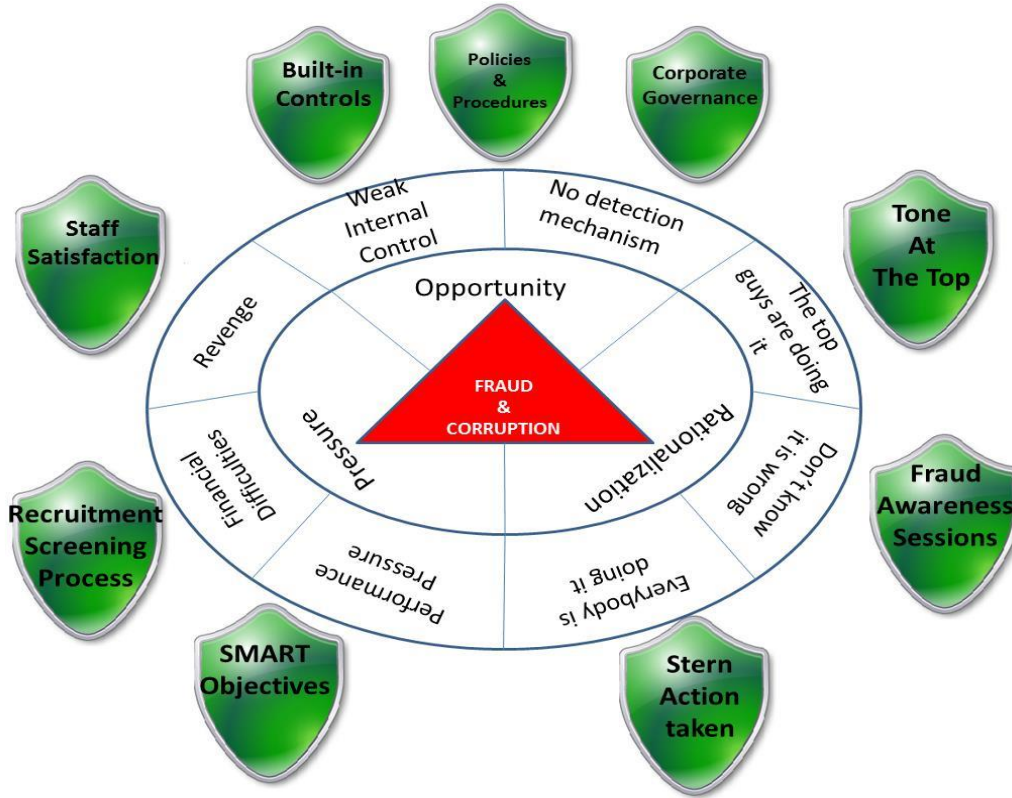 Built-in
Controls
Policies
&
Procedures
Corporate
Governance
Staff
Satisfaction
Tone
At
The Top
Weak
Internal
Control
No detection
mechanism
Revenge
The top
guys are doing
it
Opportunity
FRAUD
&
CORRUPTION
Pressure
Rationalization
Financial
Difficulties
Don't know
it is wrong
Performance
Pressure
Everybody is
doing it
Recruitment
Screening
Process
Fraud
Awareness
Sessions
SMART
Objectives
Stern
Action
taken